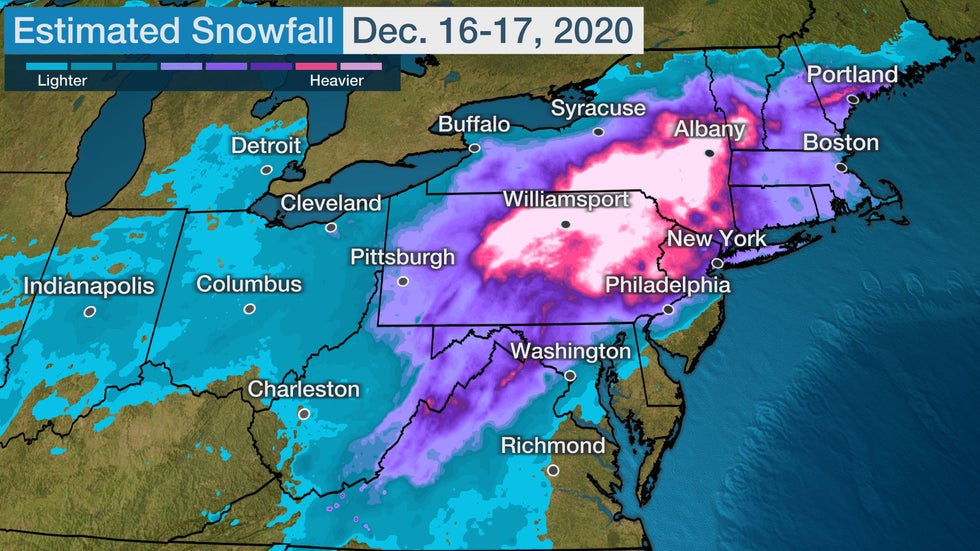 Estimated Snowfall Dec. 16-17, 2020
Lighter Heavier
Portland
Syracuse
Buffalo
Albany
Detroit
Boston
Cleveland
Williamsport
New York
Pittsburgh
Indianapolis
Columbus
Philadelphia
Washington
Charleston
Richmond